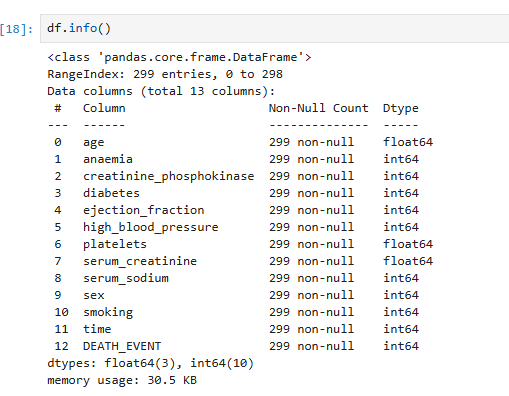 [18]: df.info()
<class 'pandas.core.frame.DataFrame'>
RangeIndex: 299 entries, 0 to 298
Data columns (total 13 columns):
 #   Column                    Non-Null Count  Dtype
---  ------                    --------------  -----
 0   age                       299 non-null    float64
 1   anaemia                   299 non-null    int64
 2   creatinine_phosphokinase  299 non-null    int64
 3   diabetes                  299 non-null    int64
 4   ejection_fraction         299 non-null    int64
 5   high_blood_pressure       299 non-null    int64
 6   platelets                 299 non-null    float64
 7   serum_creatinine          299 non-null    float64
 8   serum_sodium              299 non-null    int64
 9   sex                       299 non-null    int64
 10  smoking                   299 non-null    int64
 11  time                      299 non-null    int64
 12  DEATH_EVENT               299 non-null    int64
dtypes: float64(3), int64(10)
memory usage: 30.5 KB